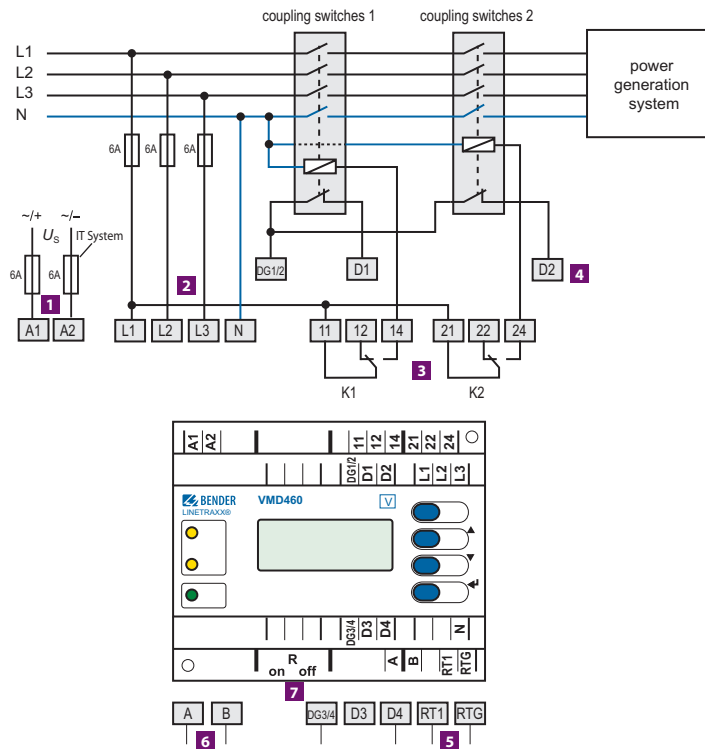 coupling switches 1 coupling switches 2
L1
L2
L3
N
power
generation
system
6A 6A 6A
~/+ ~/–
US IT System
6A 6A
DG1/2 D1 D2 4
1 2
A1 A2 L1 L2 L3 N 11 12 14 21 22 24
3
K1 K2
A1 A2 11 12 14 21 22 24
DG1/2 D1 D2 L1 L2 L3
BENDER VMD460 V
LINETRAXX®
DG3/4 D3 D4 N
R A B RT1 RTG
on off
7
A B DG3/4 D3 D4 RT1 RTG
6 5